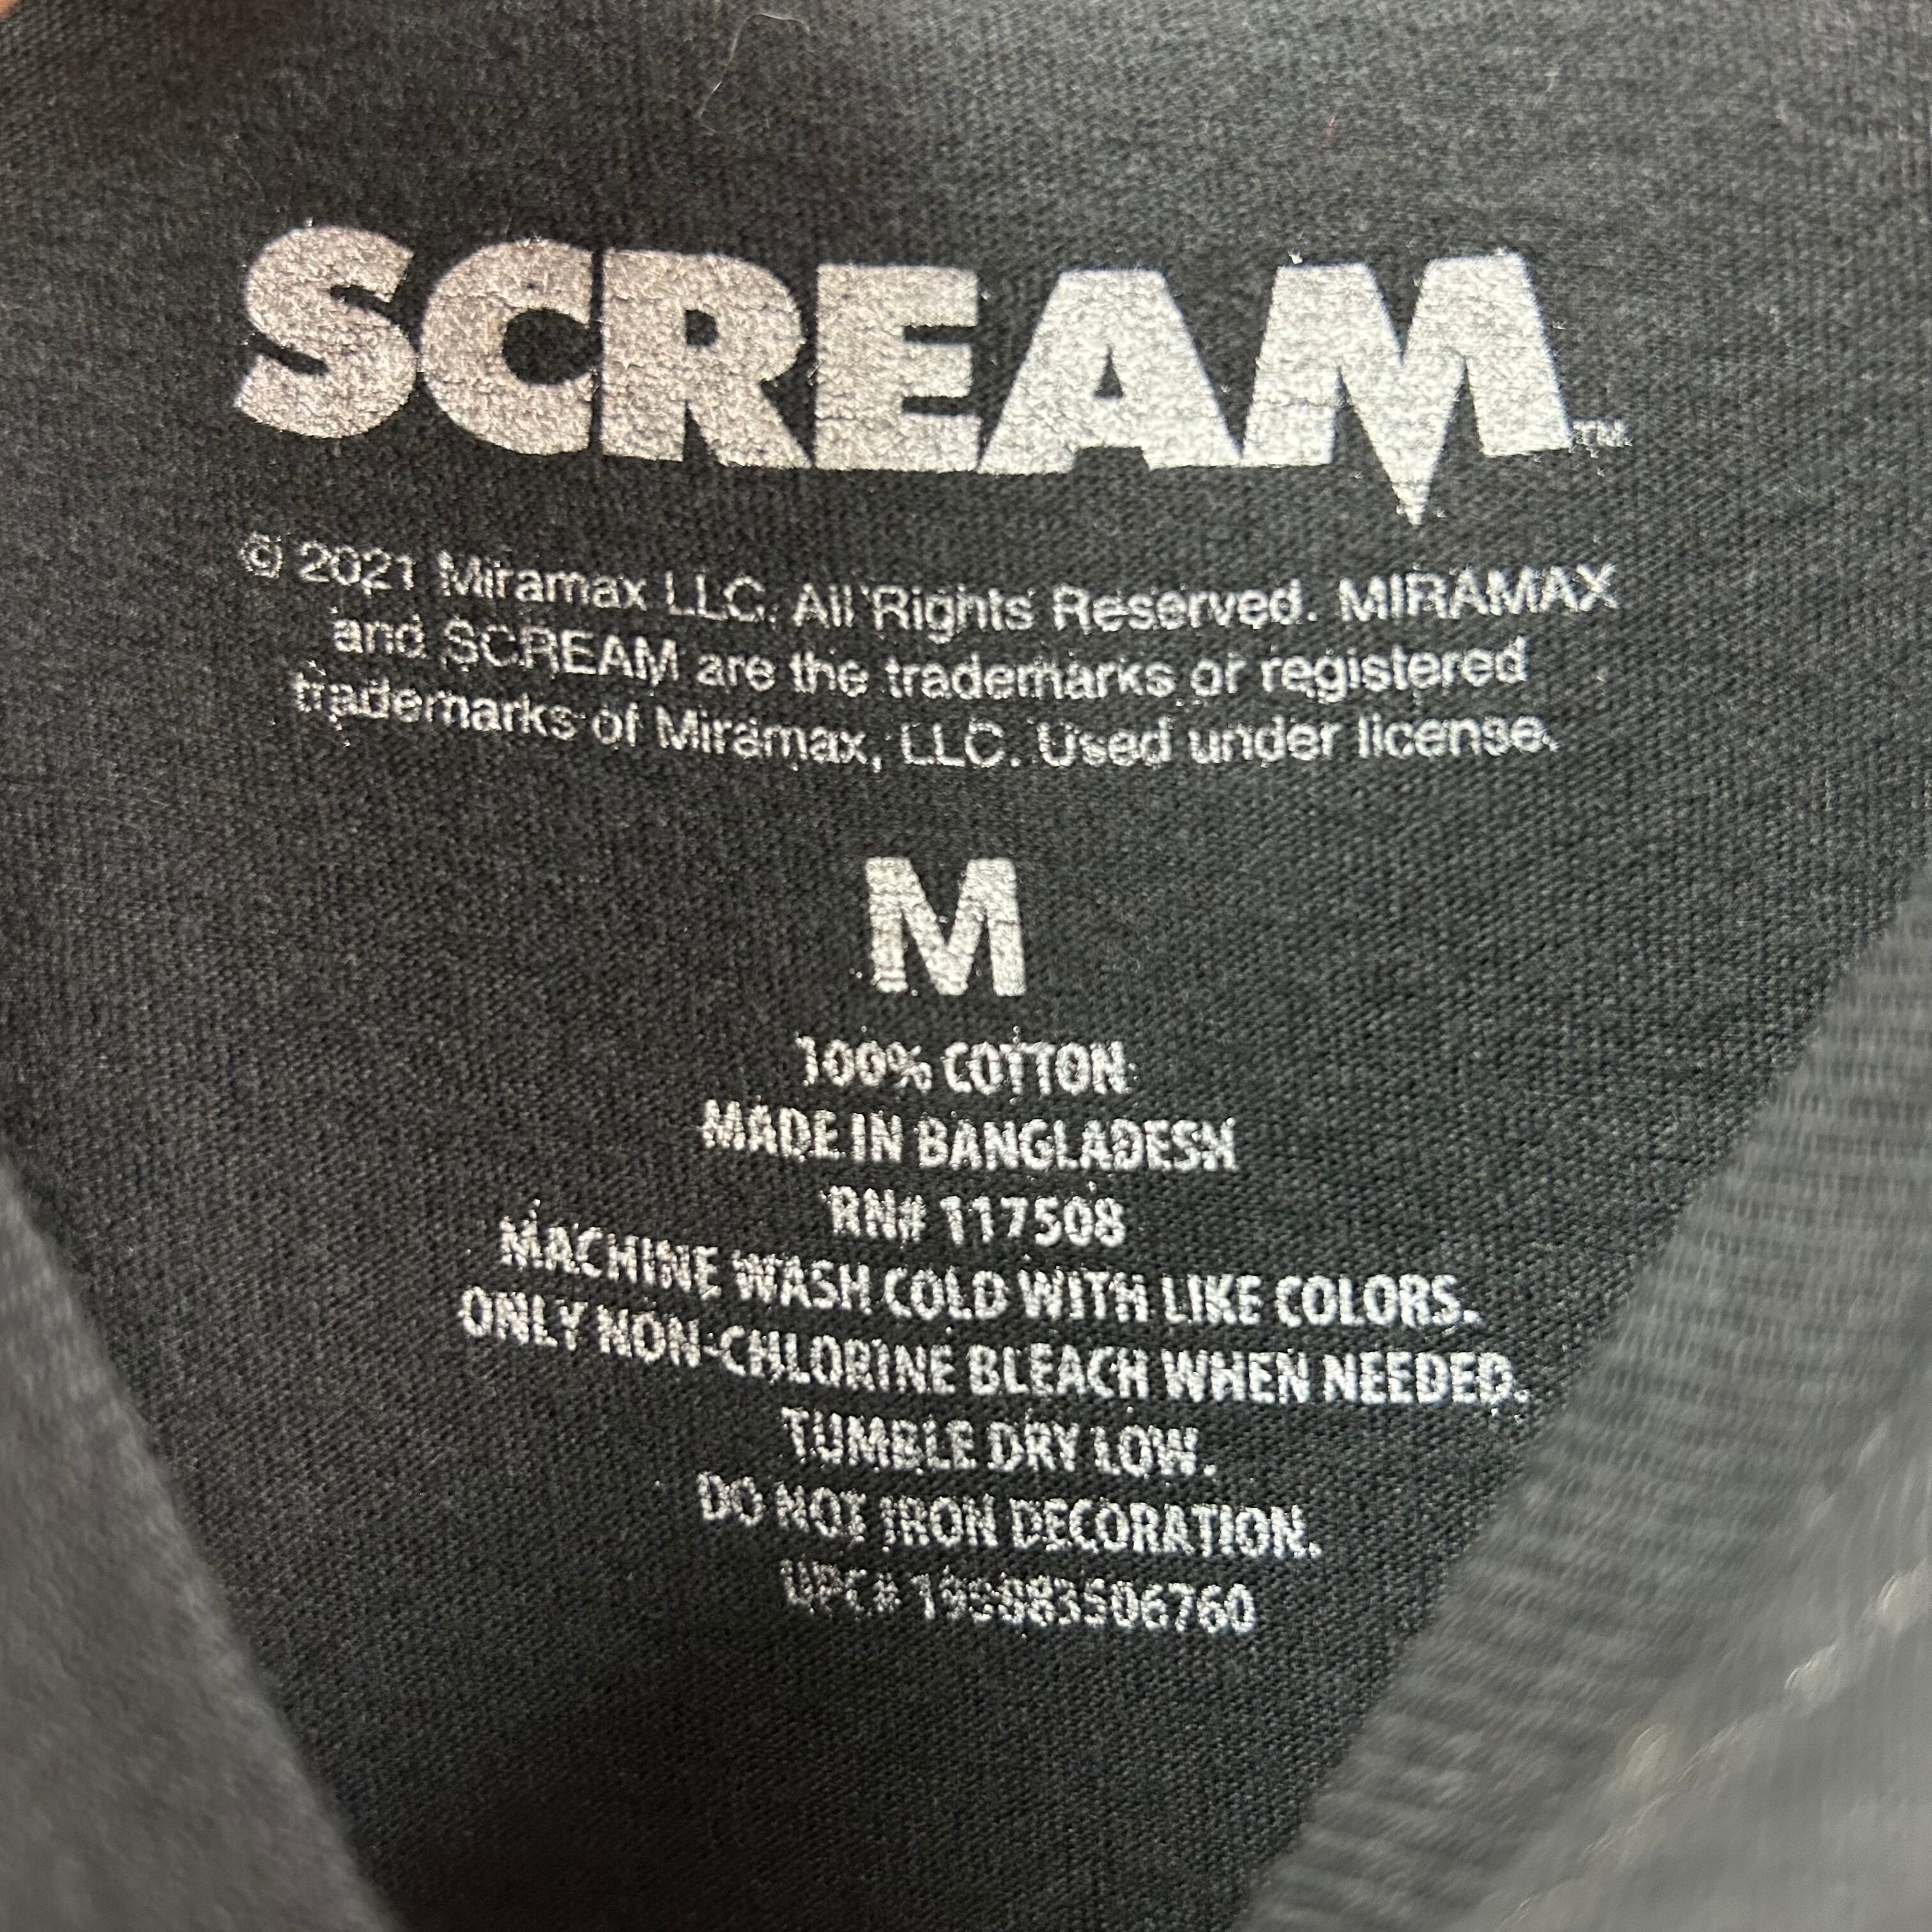 SCREAM™
© 2021 Miramax LLC. All Rights Reserved. MIRAMAX
and SCREAM are the trademarks or registered
trademarks of Miramax, LLC. Used under license.
M
100% COTTON
MADE IN BANGLADESH
RN# 117508
MACHINE WASH COLD WITH LIKE COLORS.
ONLY NON-CHLORINE BLEACH WHEN NEEDED.
TUMBLE DRY LOW.
DO NOT IRON DECORATION.
UPC#